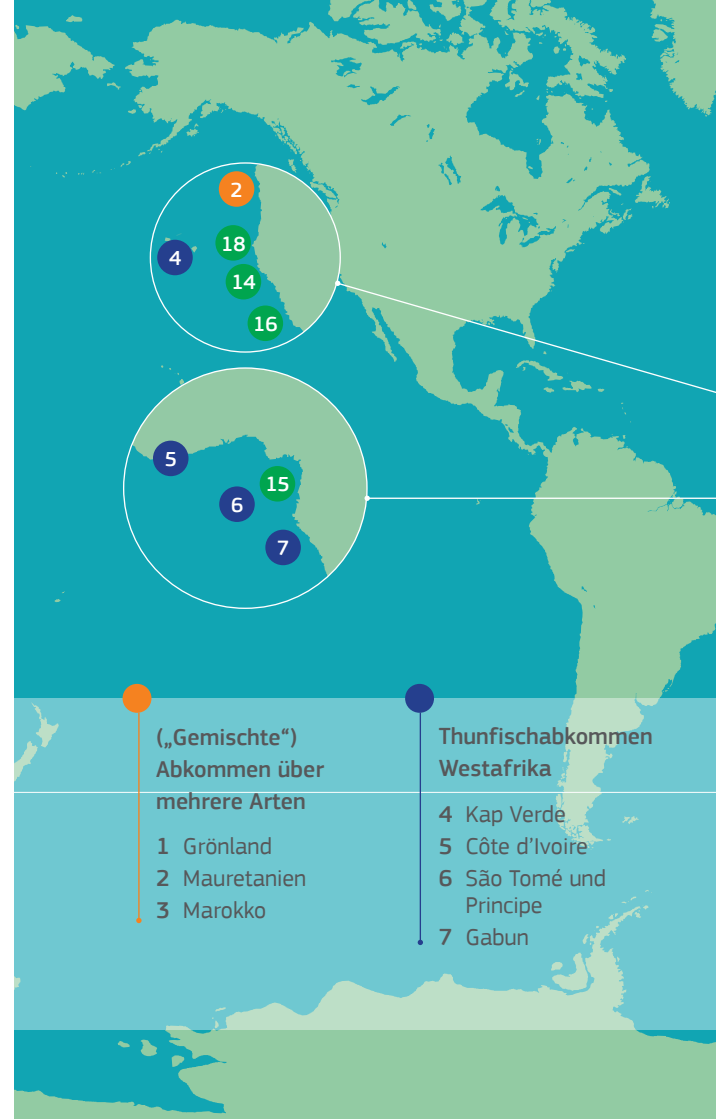 2
18
4
14
16
5
15
6
7
(„Gemischte“)
Abkommen über
mehrere Arten
1 Grönland
2 Mauretanien
3 Marokko
Thunfischabkommen
Westafrika
4 Kap Verde
5 Côte d’Ivoire
6 São Tomé und
Principe
7 Gabun